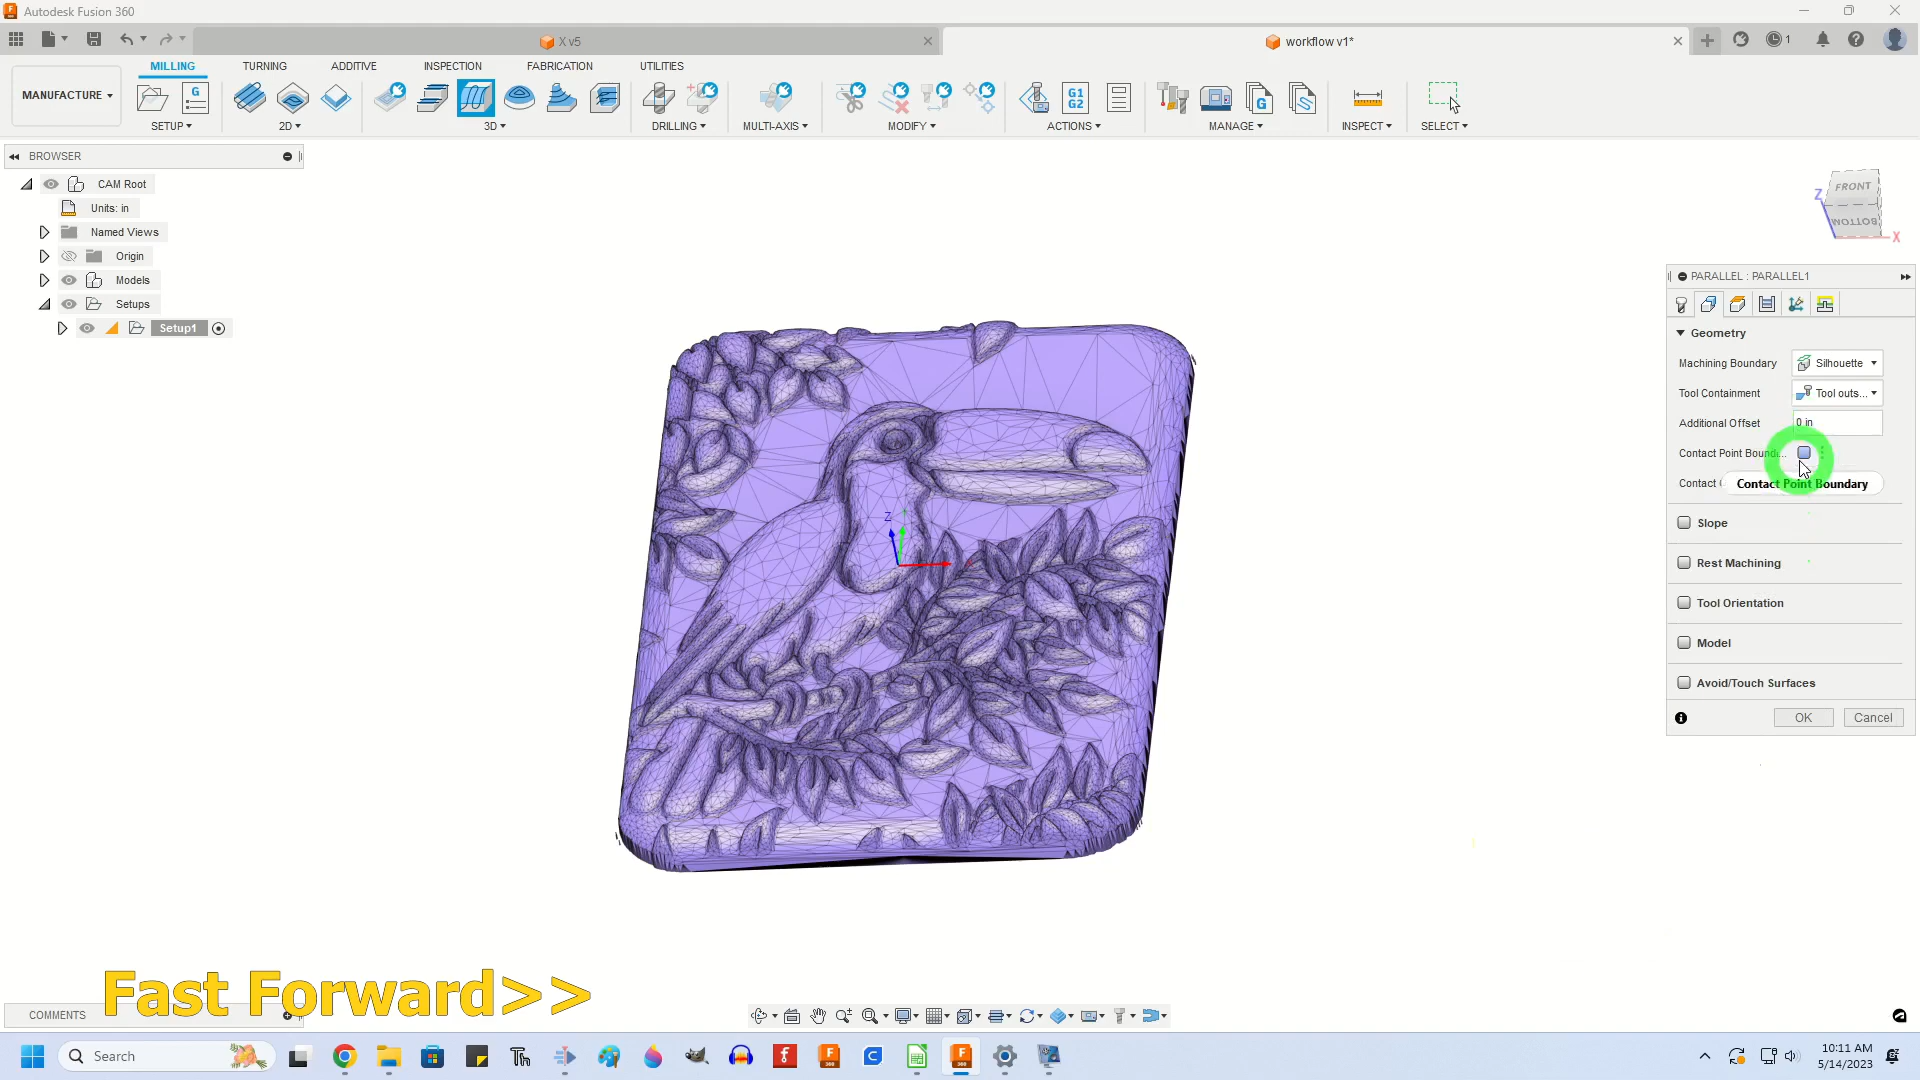 Autodesk Fusion 360
X v5
workflow v1*
1
MANUFACTURE
MILLING
TURNING
ADDITIVE
INSPECTION
FABRICATION
UTILITIES
G
G1
G2
G
S
SETUP
2D
3D
DRILLING
MULTI-AXIS
MODIFY
ACTIONS
MANAGE
INSPECT
SELECT
BROWSER
CAM Root
Units: in
Named Views
Origin
Models
Setups
Setup1
Z
FRONT
BOTTOM
X
Z
PARALLEL : PARALLEL1
Geometry
Machining Boundary
Silhouette
Tool Containment
Tool outs...
Additional Offset
0 in
Contact Point Bound...
Contact
Contact Point Boundary
Slope
Rest Machining
Tool Orientation
Model
Avoid/Touch Surfaces
OK
Cancel
Fast Forward>>
COMMENTS
Search
10:11 AM
5/14/2023